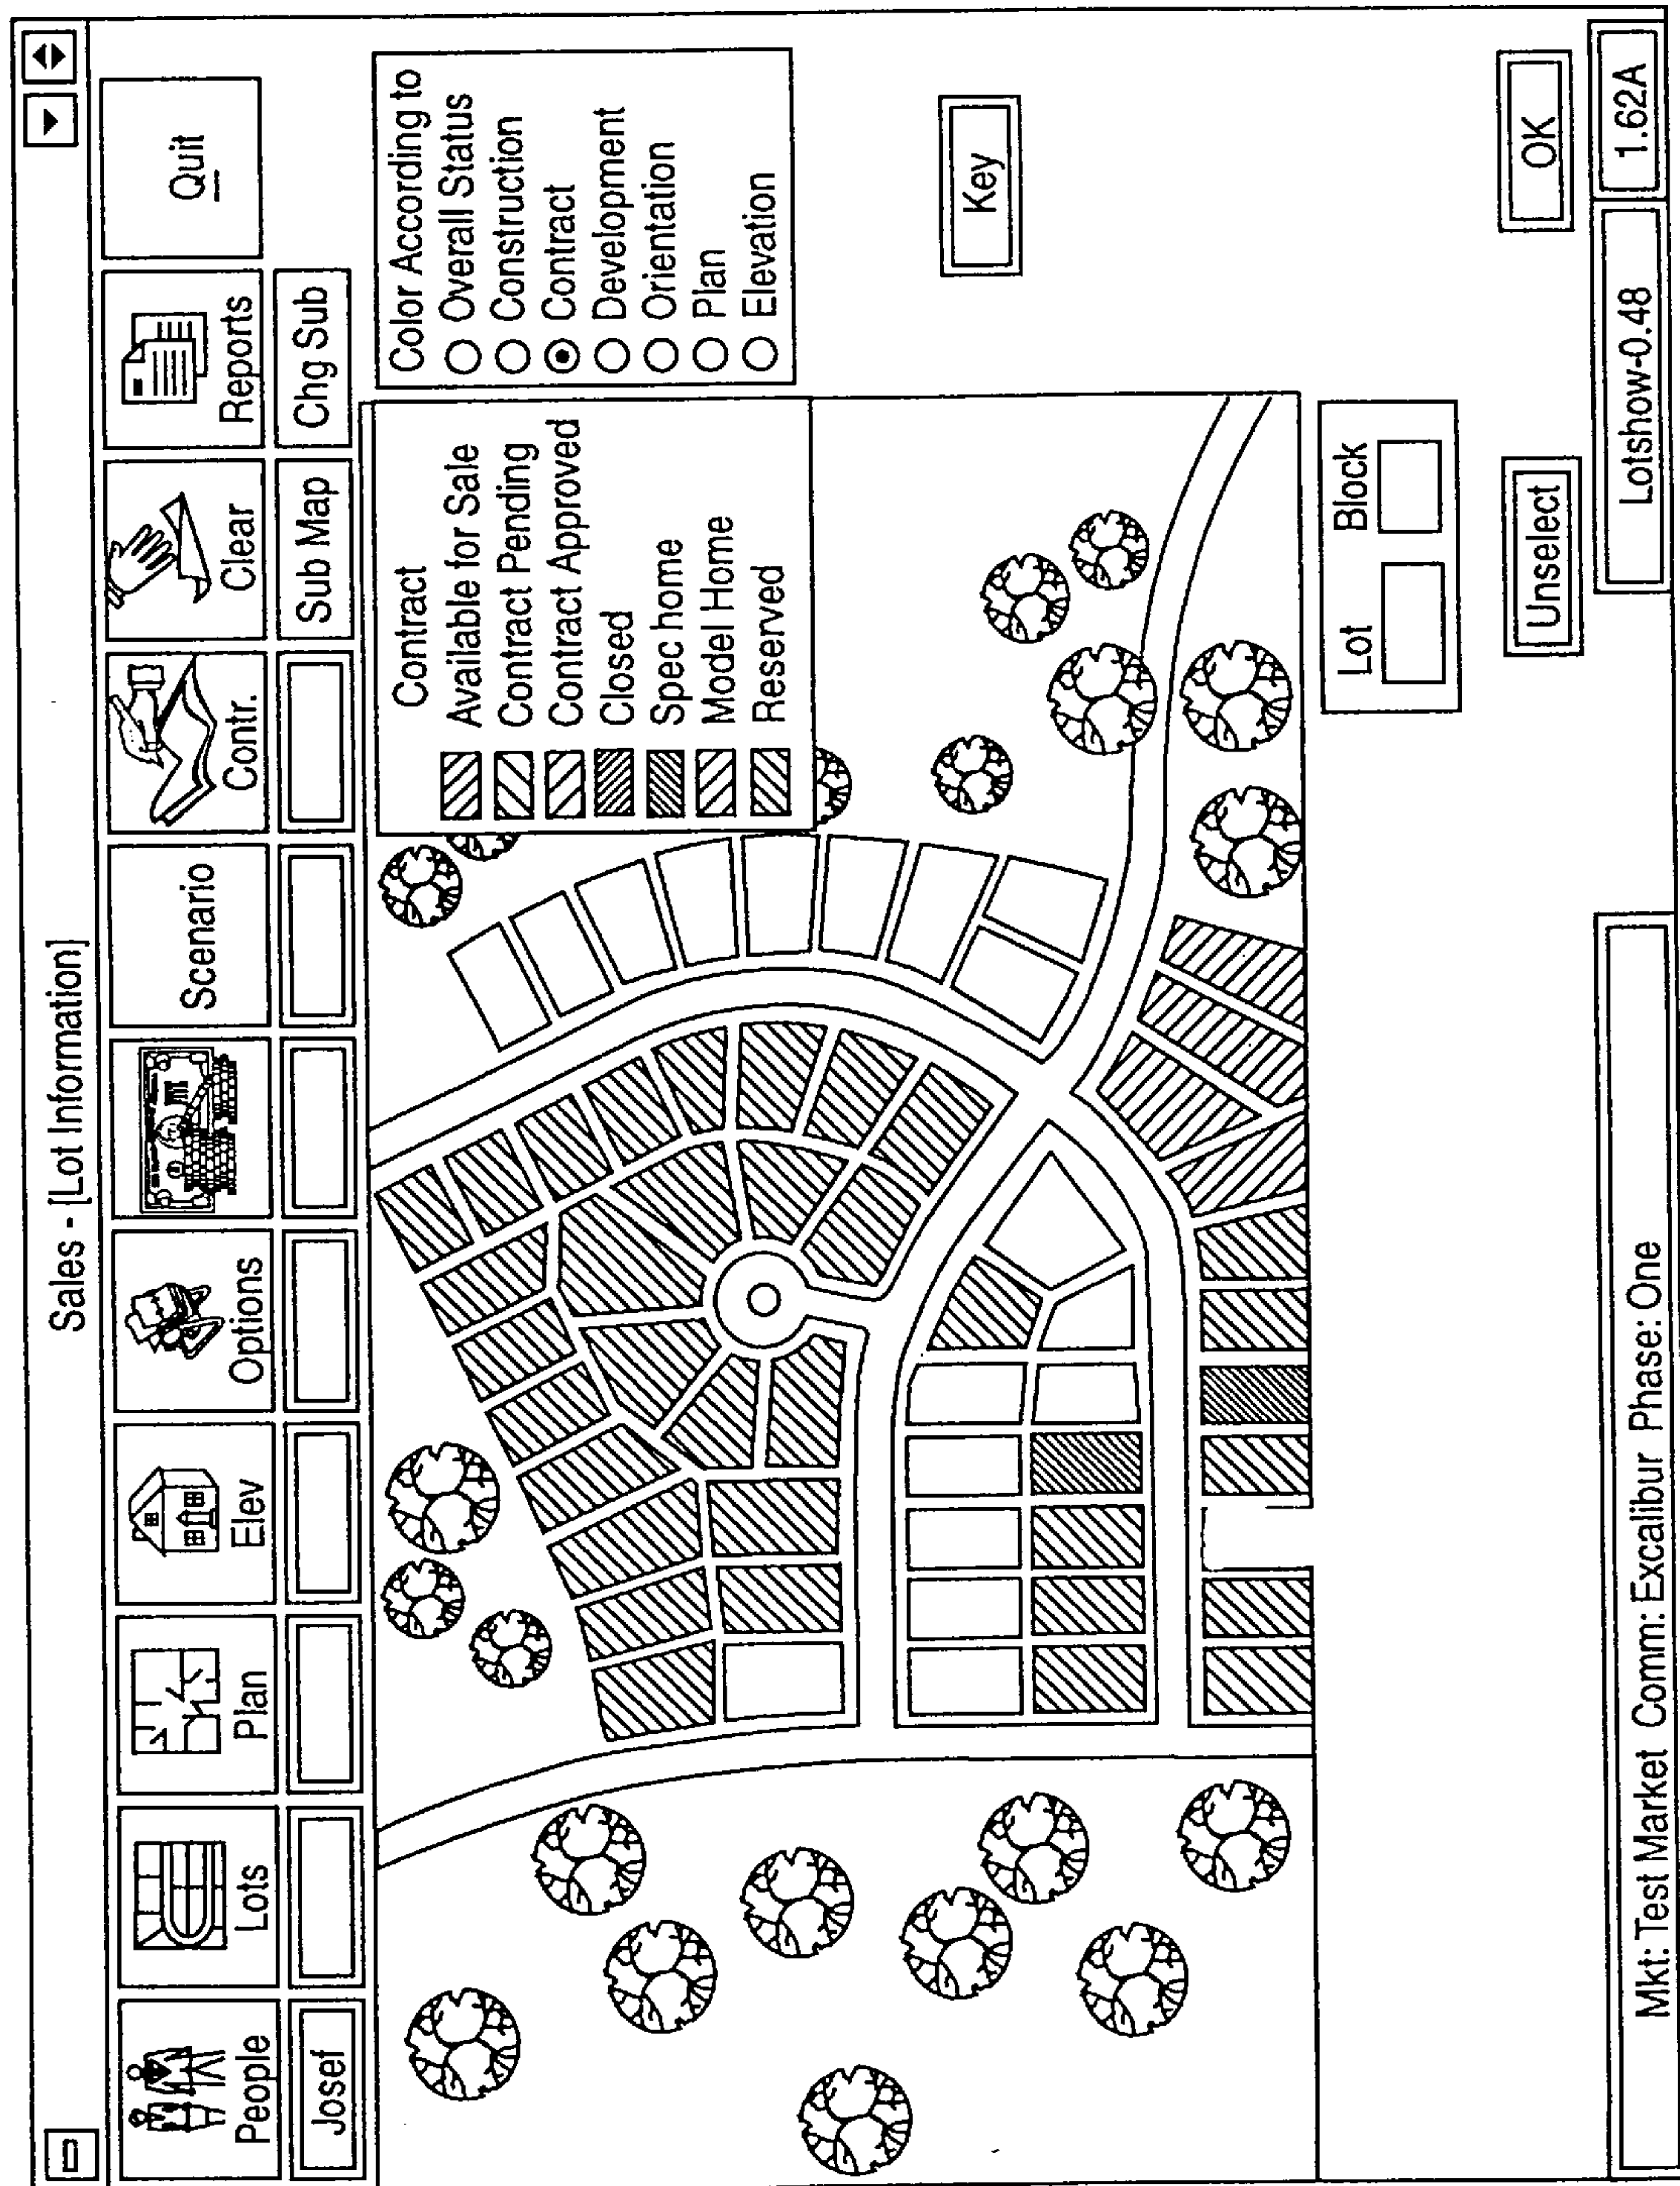 Sales - [Lot Information]
People
Lots
Plan
Elev
Options
Scenario
Contr.
Clear
Reports
Quit
Josef
Sub Map
Chg Sub
Contract
Available for Sale
Contract Pending
Contract Approved
Closed
Spec home
Model Home
Reserved
Color According to
Overall Status
Construction
Contract
Development
Orientation
Plan
Elevation
Key
Lot Block
Unselect
OK
Mkt: Test Market Comm: Excalibur Phase: One
Lotshow-0.48
1.62A